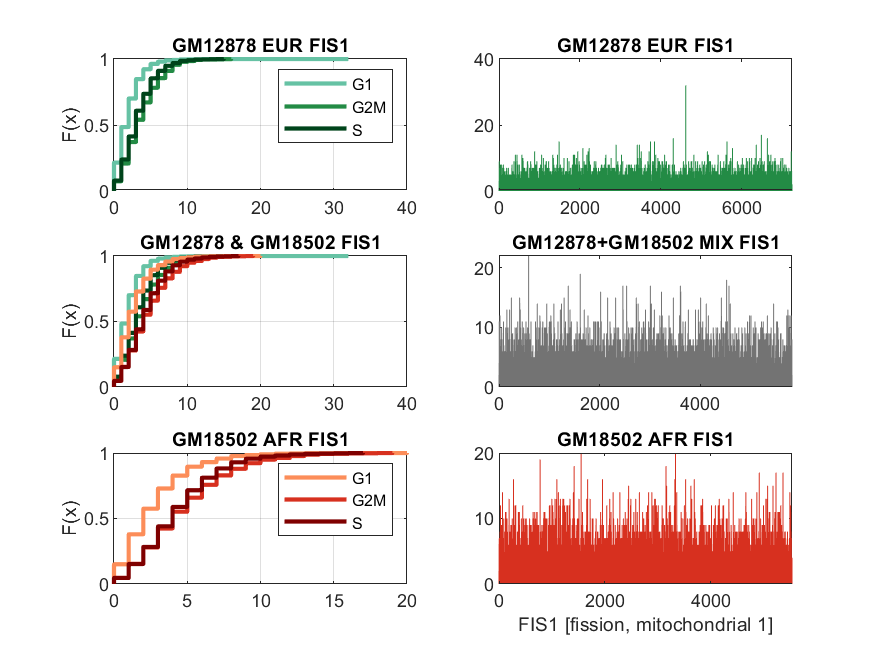 GM12878 EUR FIS1
F(x)
1
0.5
0
0 10 20 30 40
G1
G2M
S
GM12878 EUR FIS1
40
20
0
0 2000 4000 6000
GM12878 & GM18502 FIS1
F(x)
1
0.5
0
0 10 20 30 40
GM12878+GM18502 MIX FIS1
20
10
0
0 2000 4000
GM18502 AFR FIS1
F(x)
1
0.5
0
0 5 10 15 20
G1
G2M
S
GM18502 AFR FIS1
20
10
0
0 2000 4000
FIS1 [fission, mitochondrial 1]